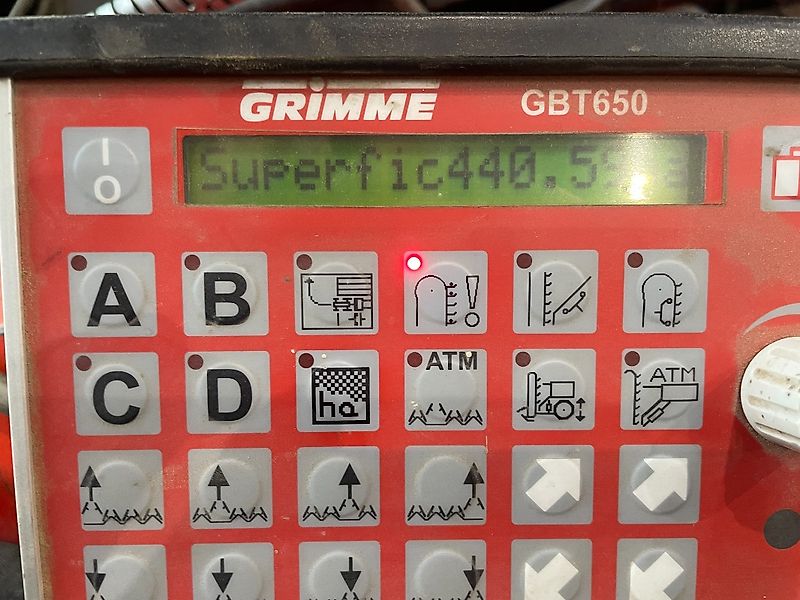 GRIMME GBT650
I O
Superfic440.5
A B
C D ha ATM ATM